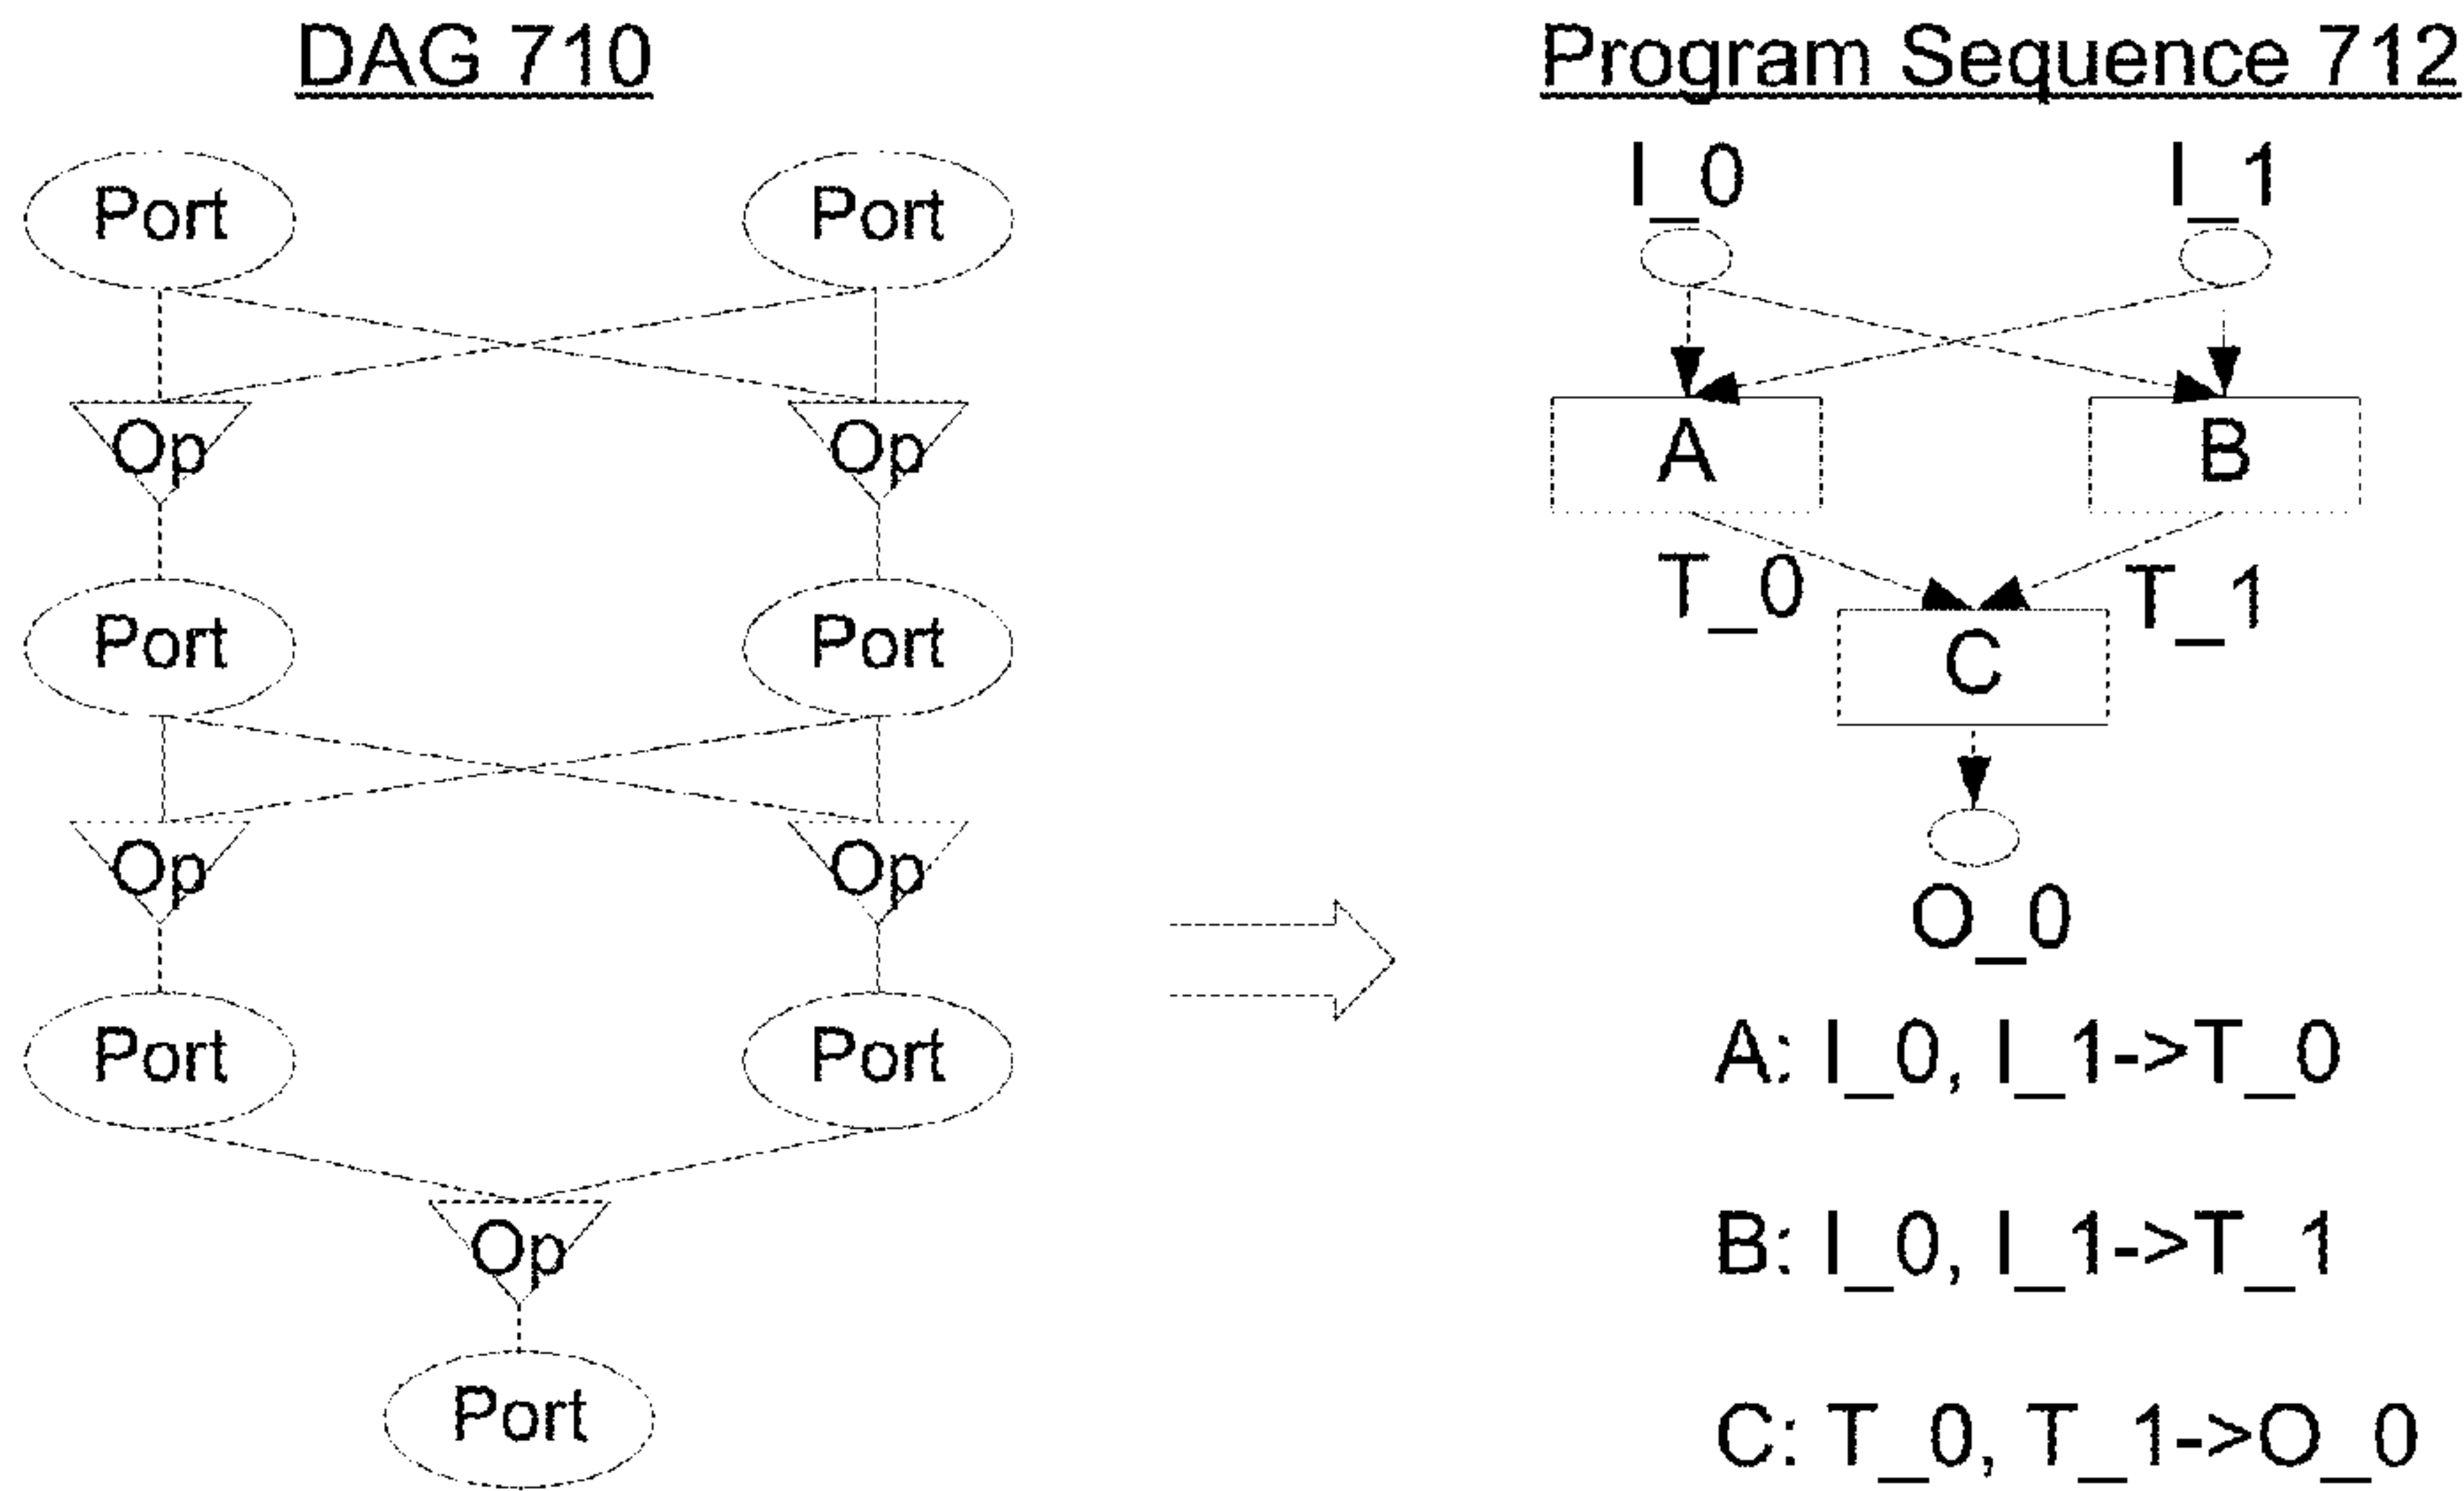 DAG 710
Port Port
Op Op
Port Port
Op Op
Port Port
Op
Port
Program Sequence 712
I_0 I_1
A B
T_0 T_1
C
O_0
A: I_0, I_1->T_0
B: I_0, I_1->T_1
C: T_0, T_1->O_0